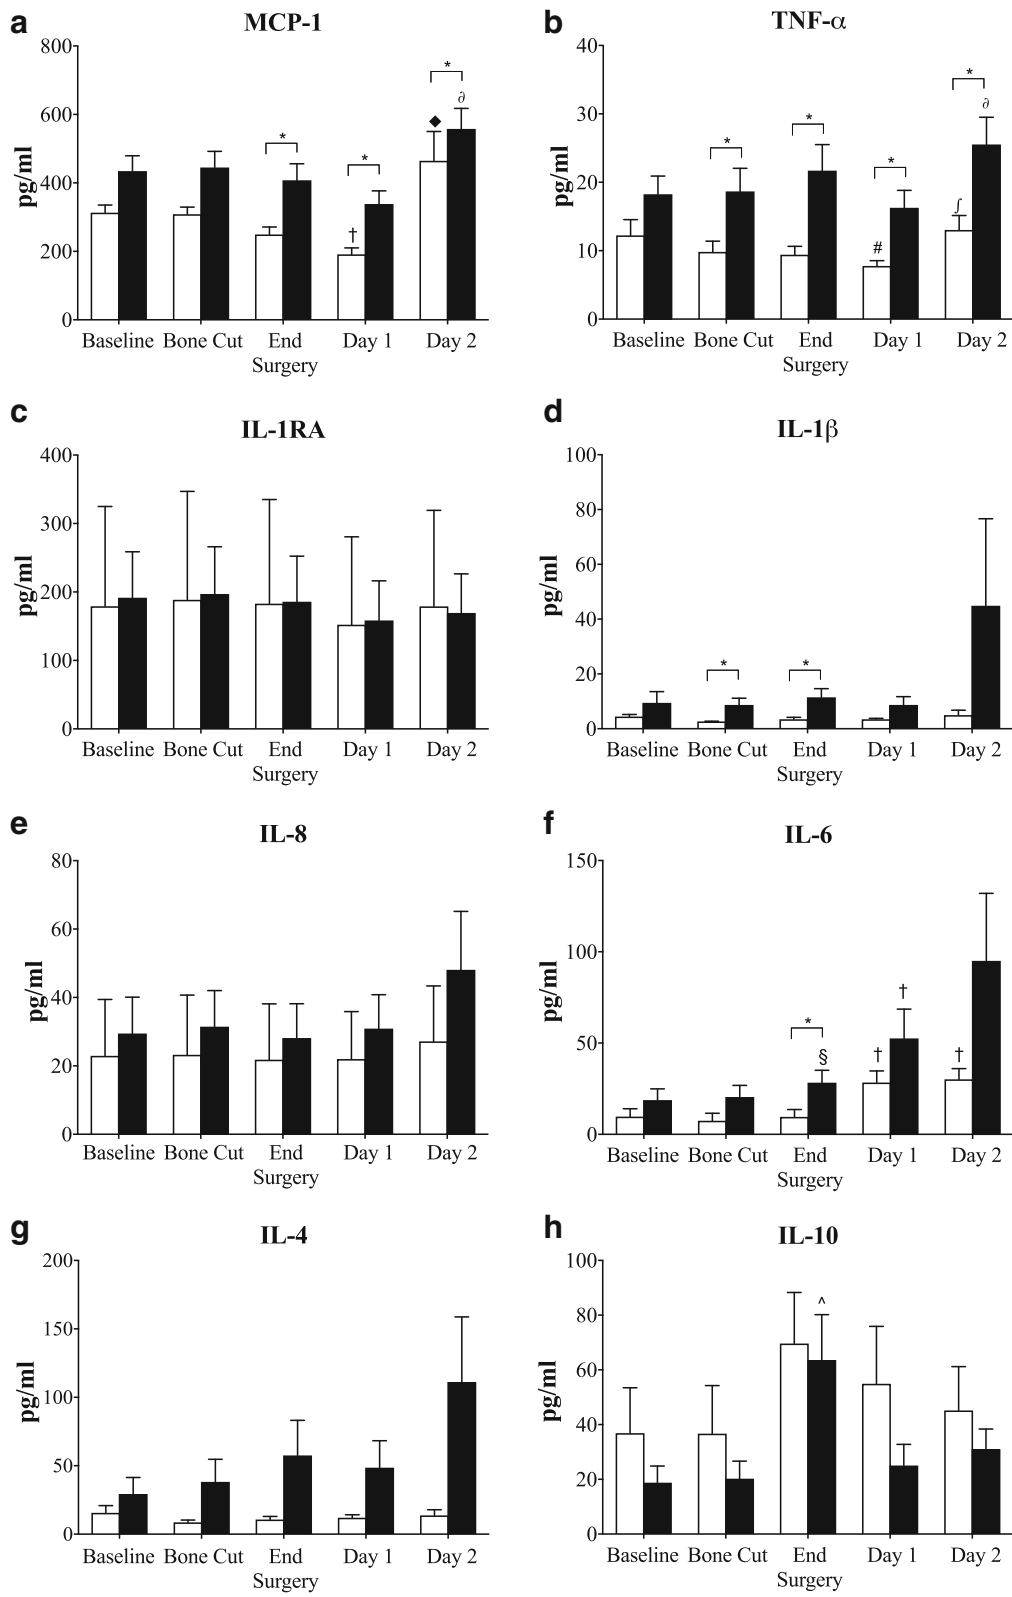 a
MCP-1
800
600
400
200
0
pg/ml
*
*
*
†
◆
∂
Baseline Bone Cut End Day 1 Day 2
Surgery
b
TNF-α
40
30
20
10
0
pg/ml
*
*
*
*
#
∫
∂
Baseline Bone Cut End Day 1 Day 2
Surgery
c
IL-1RA
400
300
200
100
0
pg/ml
Baseline Bone Cut End Day 1 Day 2
Surgery
d
IL-1β
100
80
60
40
20
0
pg/ml
*
*
Baseline Bone Cut End Day 1 Day 2
Surgery
e
IL-8
80
60
40
20
0
pg/ml
Baseline Bone Cut End Day 1 Day 2
Surgery
f
IL-6
150
100
50
0
pg/ml
*
§
†
†
†
Baseline Bone Cut End Day 1 Day 2
Surgery
g
IL-4
200
150
100
50
0
pg/ml
Baseline Bone Cut End Day 1 Day 2
Surgery
h
IL-10
100
80
60
40
20
0
pg/ml
^
Baseline Bone Cut End Day 1 Day 2
Surgery